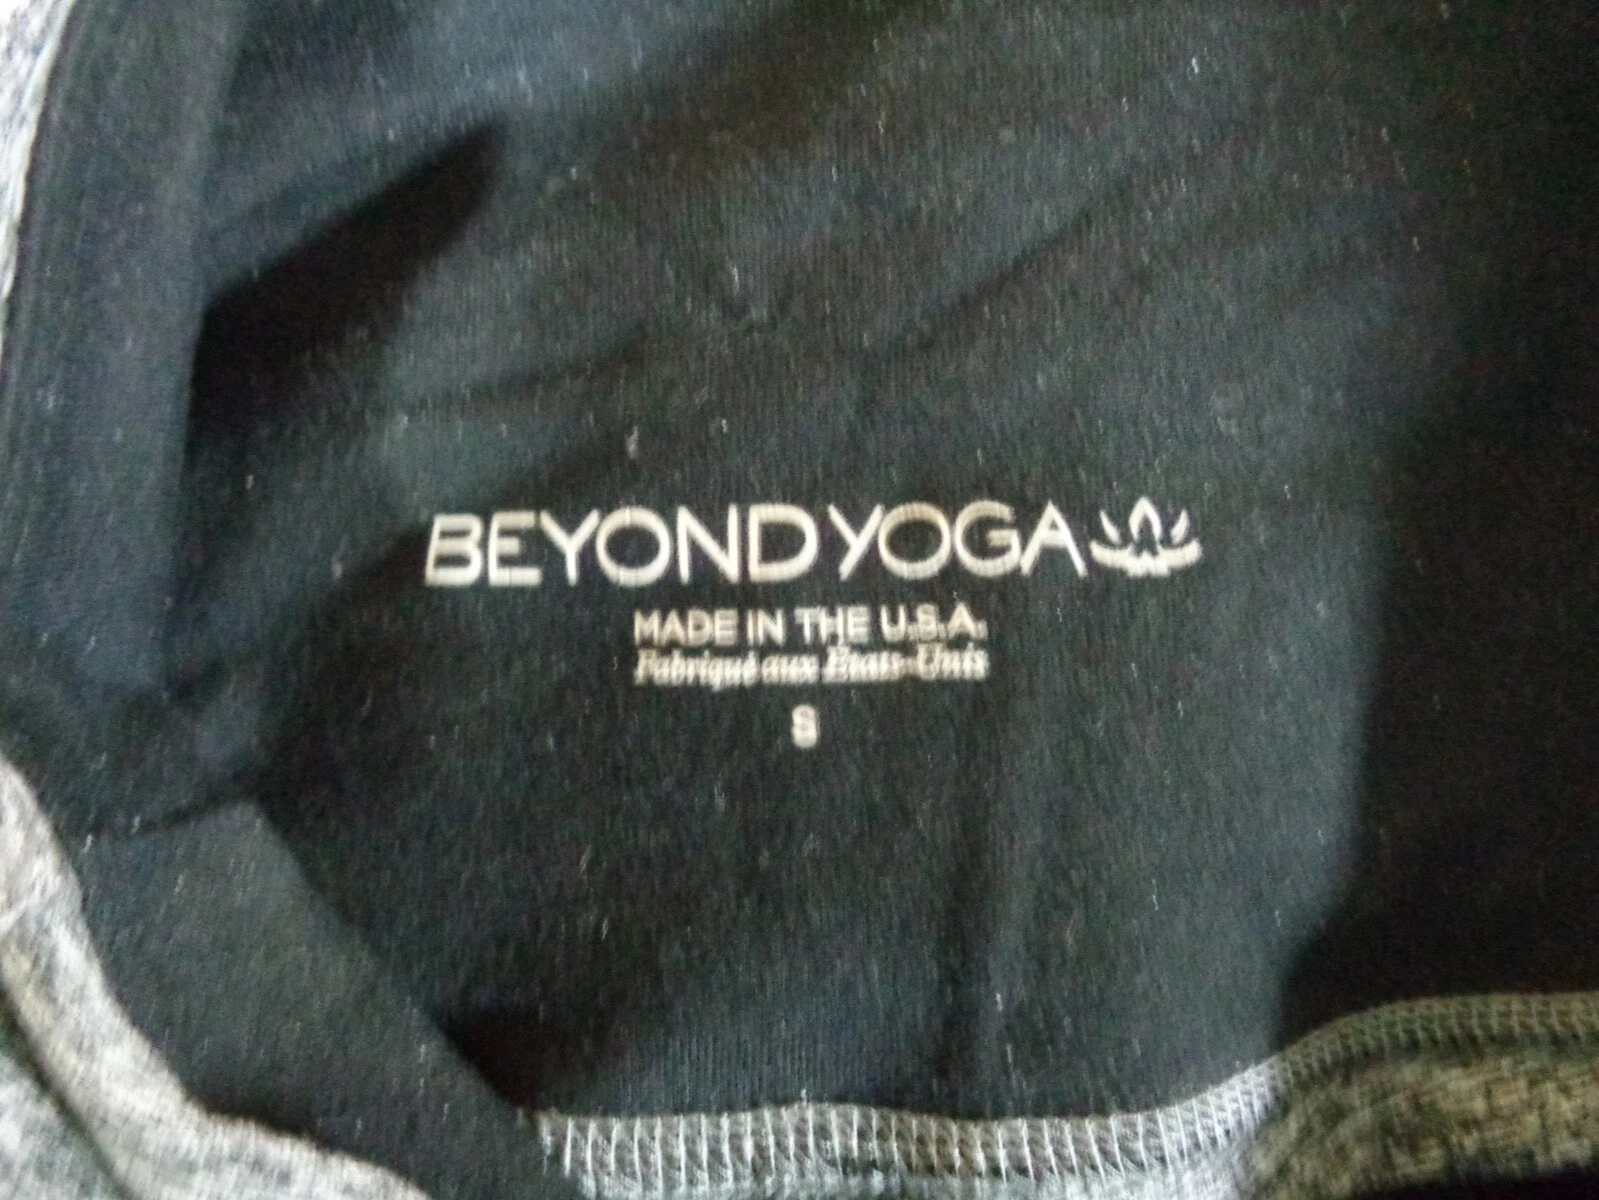 BEYOND YOGA
MADE IN THE U.S.A.
Fabriqué aux États-Unis
S